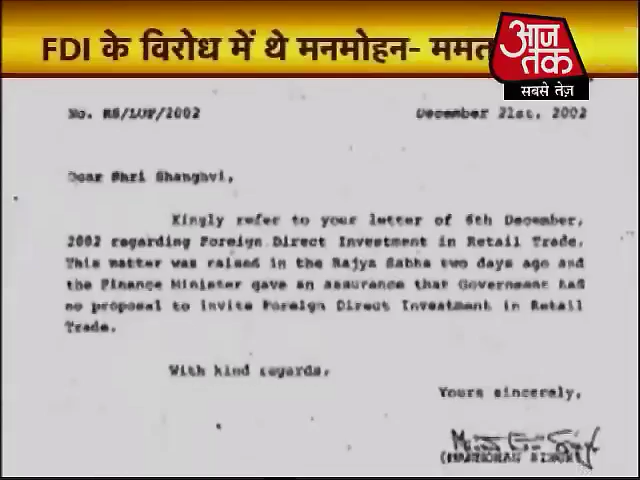 FDI के विरोध में थे मनमोहन- ममत
आज तक
सबसे तेज़
No. RS/LOP/2002 December 21st, 2002
Dear Shri Shanghvi,
Kingly refer to your letter of 6th December,
2002 regarding Foreign Direct Investment in Retail Trade.
This matter was raised in the Rajya Sabha two days ago and
the Finance Minister gave an assurance that Government had
no proposal to invite Foreign Direct Investment in Retail
Trade.
With kind regards,
Yours sincerely,
(MANMOHAN SINGH)